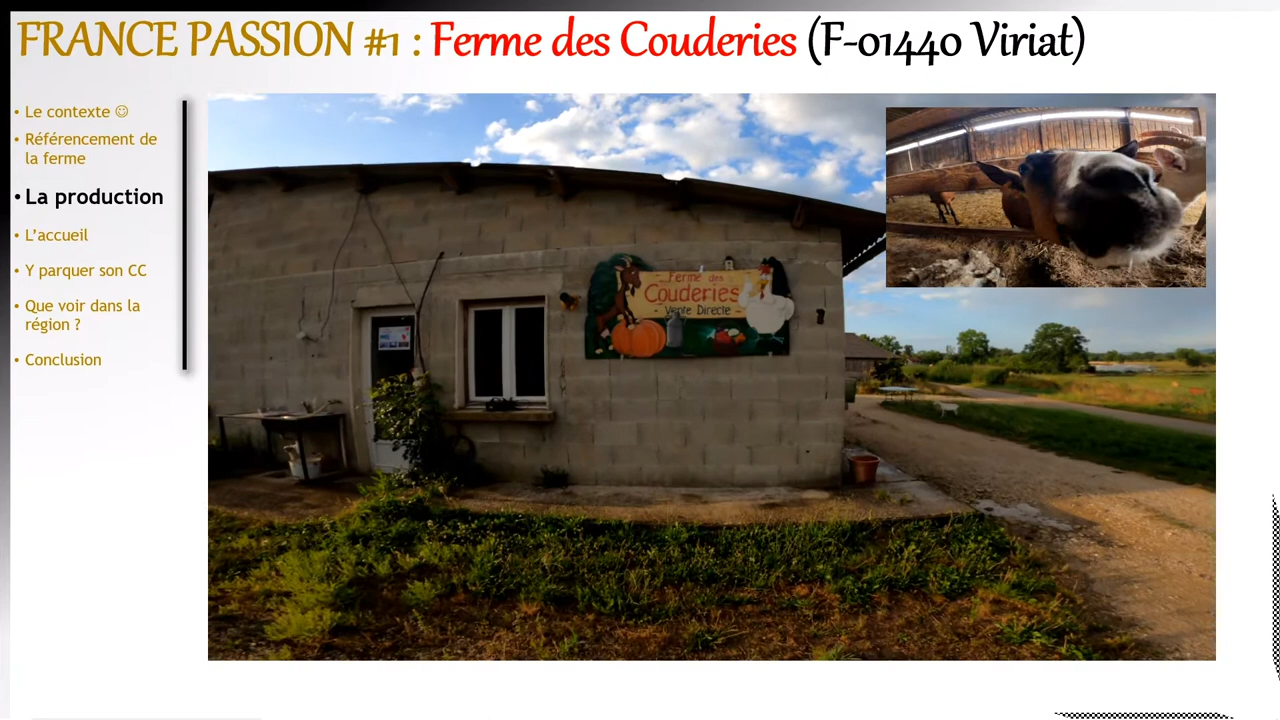 FRANCE PASSION #1 : Ferme des Couderies (F-01440 Viriat)
• Le contexte ☺
• Référencement de
la ferme
• La production
• L'accueil
• Y parquer son CC
• Que voir dans la
région ?
• Conclusion
Ferme des
Couderies
- Vente Directe -